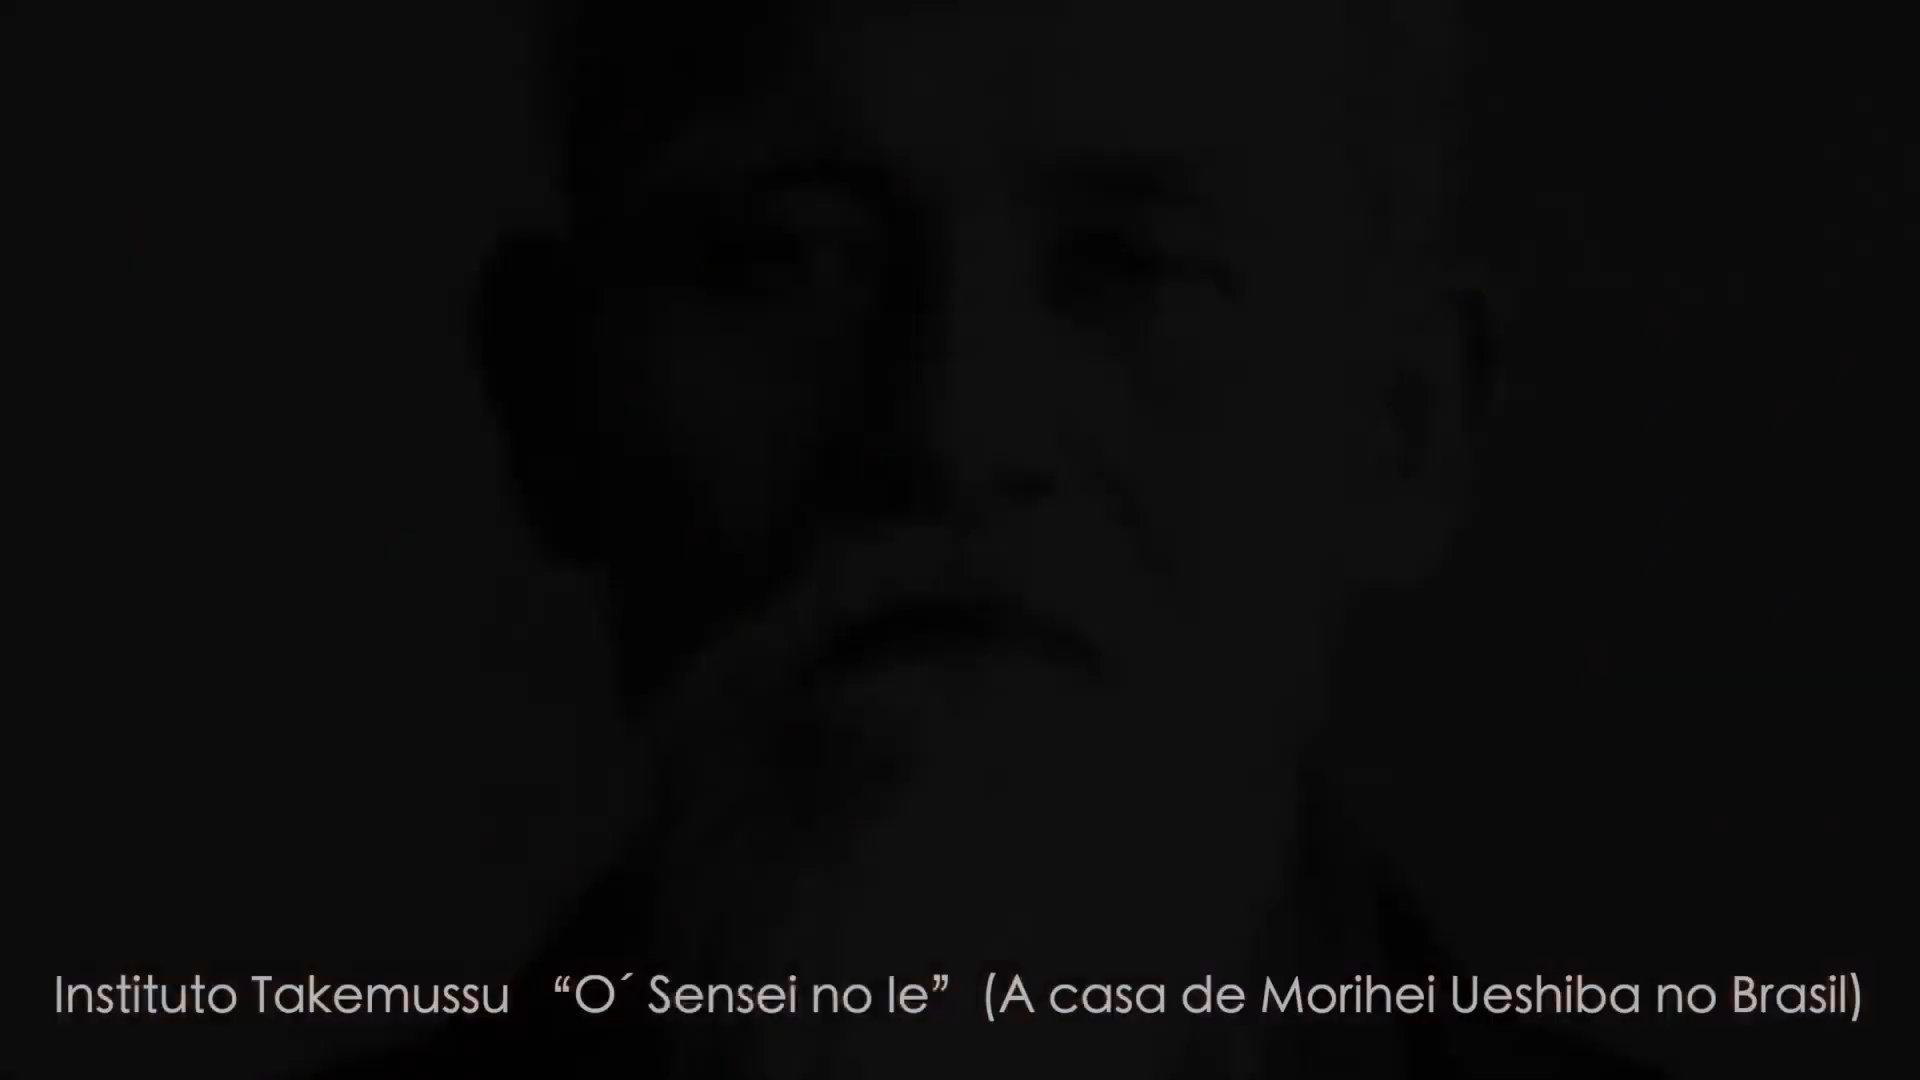 Instituto Takemussu “O´ Sensei no Ie” (A casa de Morihei Ueshiba no Brasil)